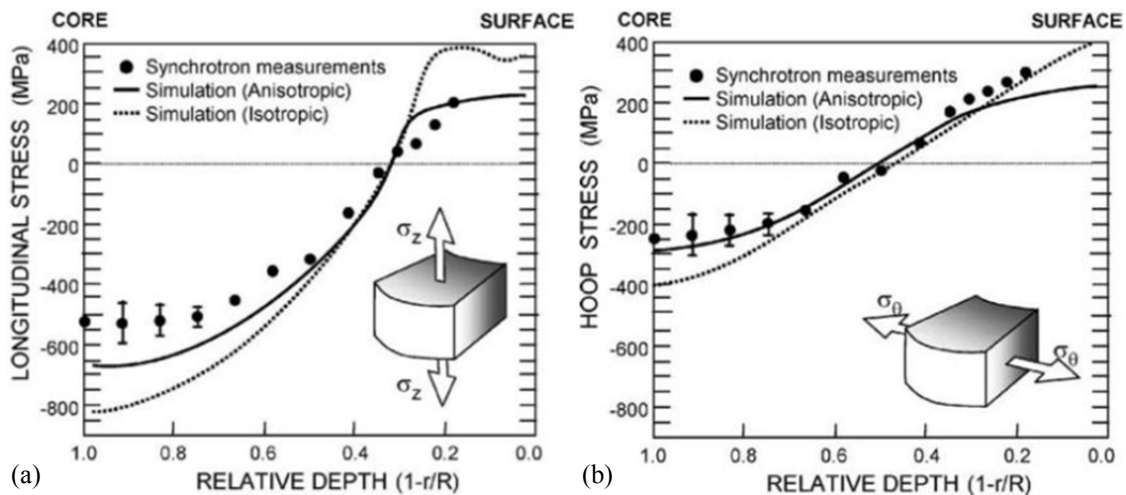 CORE SURFACE
LONGITUDINAL STRESS (MPa)
400
200
0
-200
-400
-600
-800
Synchrotron measurements
Simulation (Anisotropic)
Simulation (Isotropic)
σz
σz
1.0 0.8 0.6 0.4 0.2 0.0
(a) RELATIVE DEPTH (1-r/R)
CORE SURFACE
HOOP STRESS (MPa)
400
200
0
-200
-400
-600
-800
Synchrotron measurements
Simulation (Anisotropic)
Simulation (Isotropic)
σθ
σθ
1.0 0.8 0.6 0.4 0.2 0.0
(b) RELATIVE DEPTH (1-r/R)